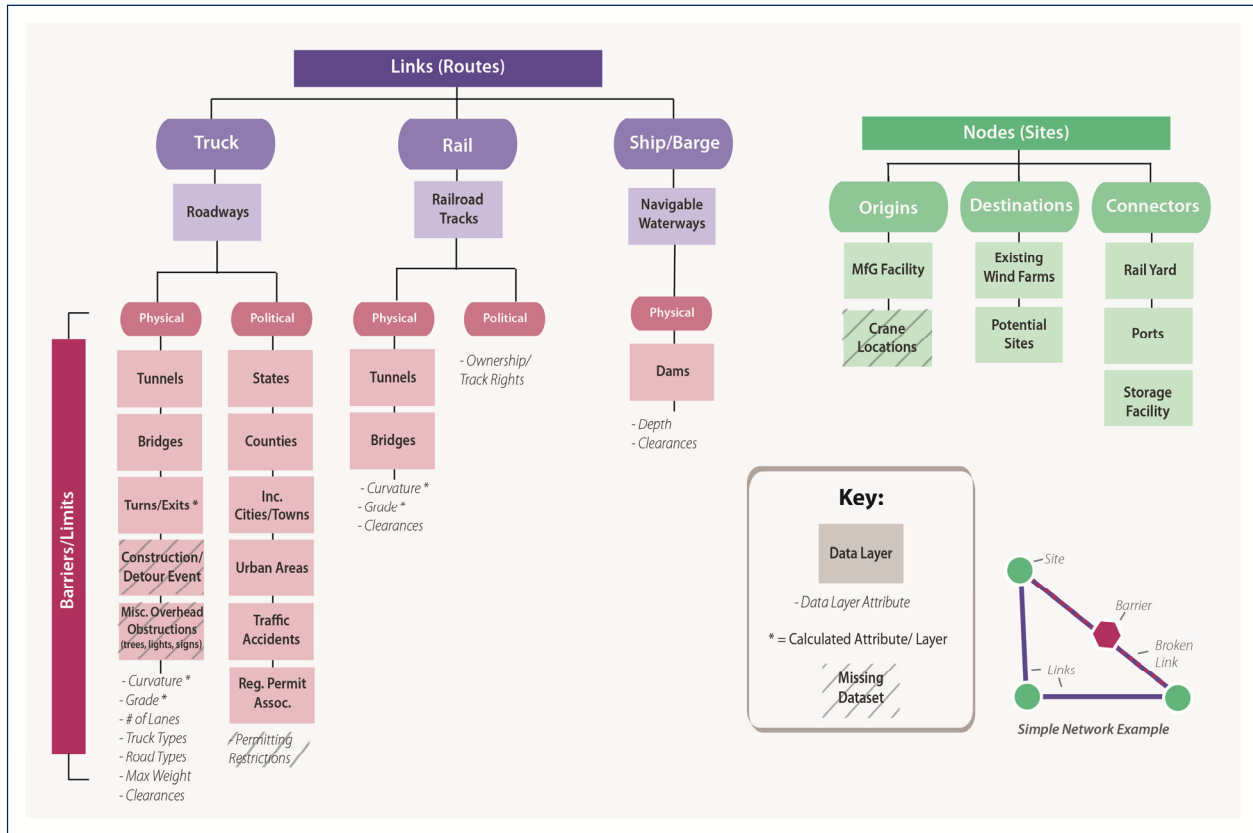 Links (Routes)
Truck
Rail
Ship/Barge
Roadways
Railroad
Tracks
Navigable
Waterways
Barriers/Limits
Physical
Tunnels
Bridges
Turns/Exits *
Construction/
Detour Event
Misc. Overhead
Obstructions
(trees, lights, signs)
- Curvature *
- Grade *
- # of Lanes
- Truck Types
- Road Types
- Max Weight
- Clearances
Political
States
Counties
Inc.
Cities/Towns
Urban Areas
Traffic
Accidents
Reg. Permit
Assoc.
- Permitting
Restrictions
Physical
Tunnels
Bridges
- Curvature *
- Grade *
- Clearances
Political
- Ownership/
Track Rights
Physical
Dams
- Depth
- Clearances
Nodes (Sites)
Origins
Destinations
Connectors
MfG Facility
Crane
Locations
Existing
Wind Farms
Potential
Sites
Rail Yard
Ports
Storage
Facility
Key:
Data Layer
- Data Layer Attribute
* = Calculated Attribute/ Layer
Missing
Dataset
Site
Barrier
Broken
Link
Links
Simple Network Example